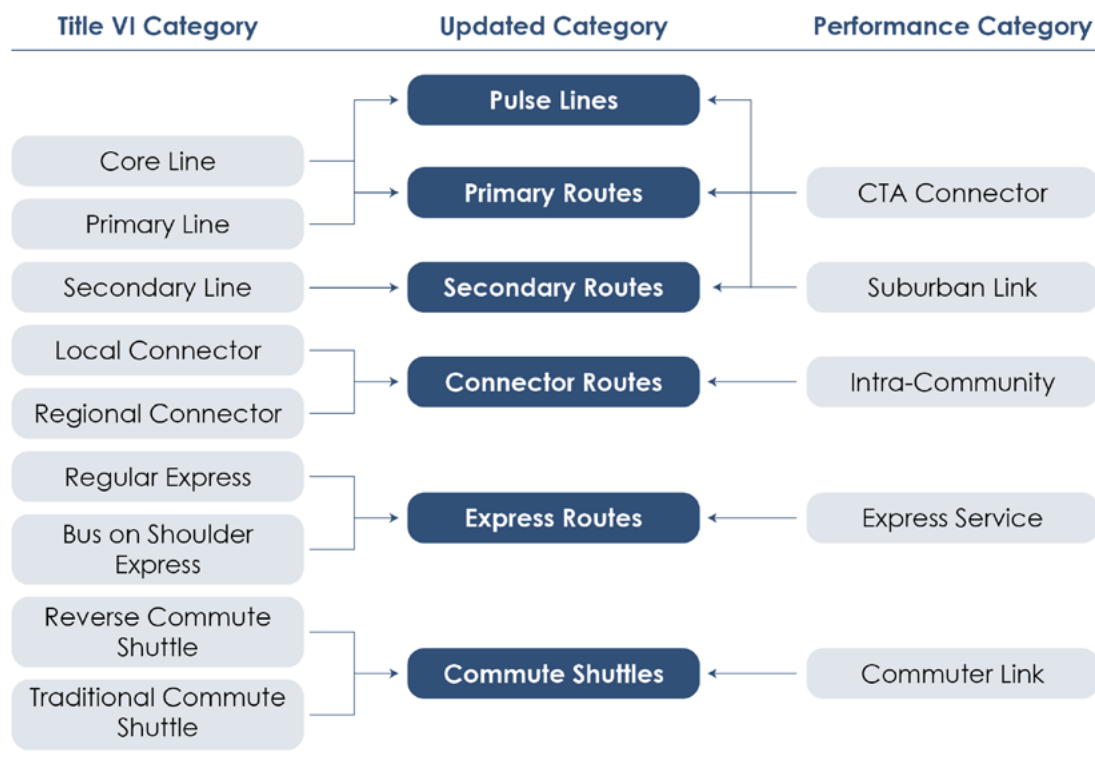 Title VI Category
Updated Category
Performance Category
Pulse Lines
Core Line
Primary Routes
CTA Connector
Primary Line
Secondary Line
Secondary Routes
Suburban Link
Local Connector
Connector Routes
Intra-Community
Regional Connector
Regular Express
Express Routes
Express Service
Bus on Shoulder
Express
Reverse Commute
Shuttle
Commute Shuttles
Commuter Link
Traditional Commute
Shuttle